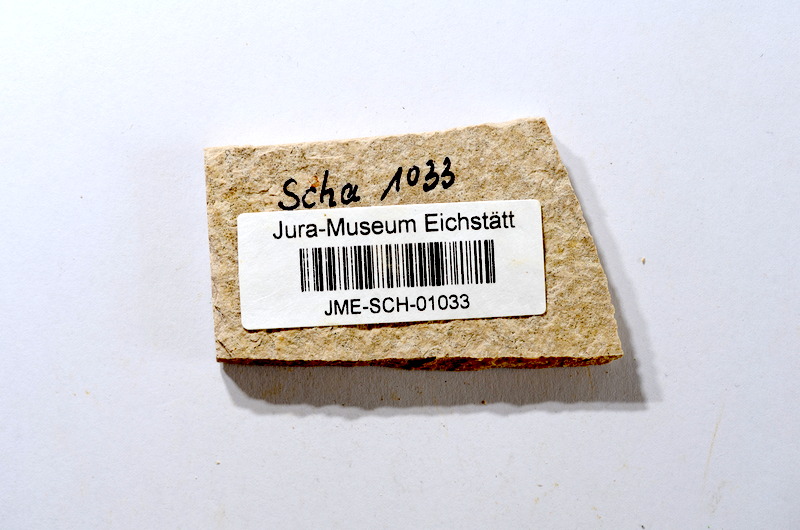 Scha 1033
Jura-Museum Eichstätt
JME-SCH-01033